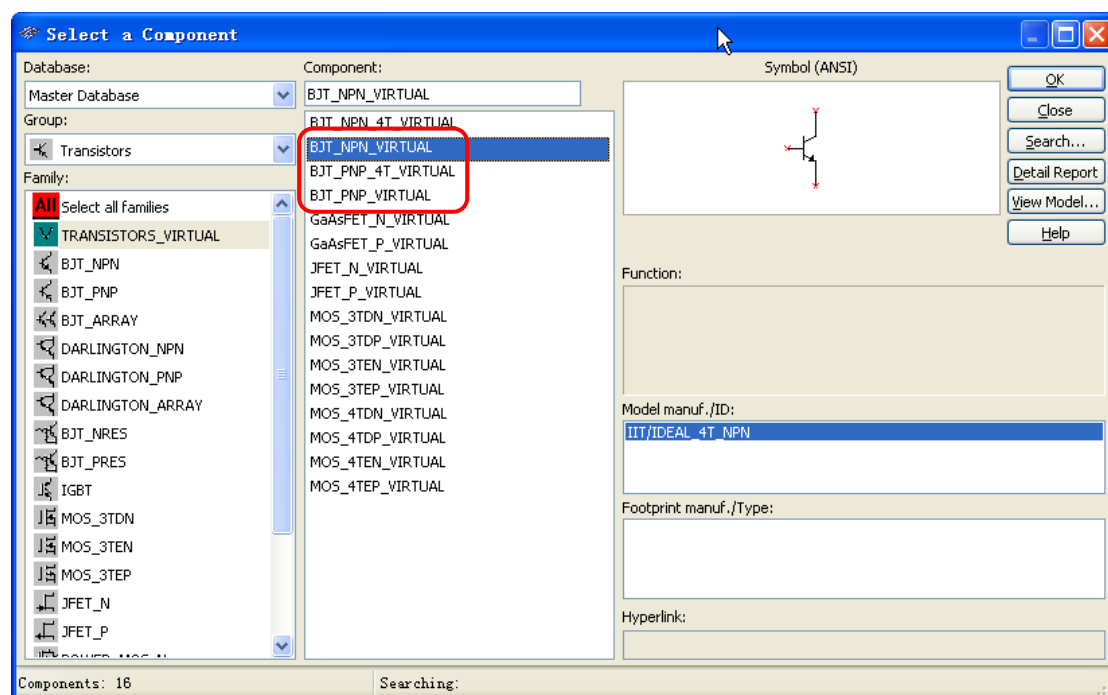 Select a Component
Database:
Master Database
Group:
Transistors
Family:
All Select all families
TRANSISTORS_VIRTUAL
BJT_NPN
BJT_PNP
BJT_ARRAY
DARLINGTON_NPN
DARLINGTON_PNP
DARLINGTON_ARRAY
BJT_NRES
BJT_PRES
IGBT
MOS_3TDN
MOS_3TEN
MOS_3TEP
JFET_N
JFET_P
Component:
BJT_NPN_VIRTUAL
BJT_NPN_4T_VIRTUAL
BJT_NPN_VIRTUAL
BJT_PNP_4T_VIRTUAL
BJT_PNP_VIRTUAL
GaAsFET_N_VIRTUAL
GaAsFET_P_VIRTUAL
JFET_N_VIRTUAL
JFET_P_VIRTUAL
MOS_3TDN_VIRTUAL
MOS_3TDP_VIRTUAL
MOS_3TEN_VIRTUAL
MOS_3TEP_VIRTUAL
MOS_4TDN_VIRTUAL
MOS_4TDP_VIRTUAL
MOS_4TEN_VIRTUAL
MOS_4TEP_VIRTUAL
Symbol (ANSI)
OK
Close
Search...
Detail Report
View Model...
Help
Function:
Model manuf./ID:
IIT/IDEAL_4T_NPN
Footprint manuf./Type:
Hyperlink:
Components: 16
Searching: